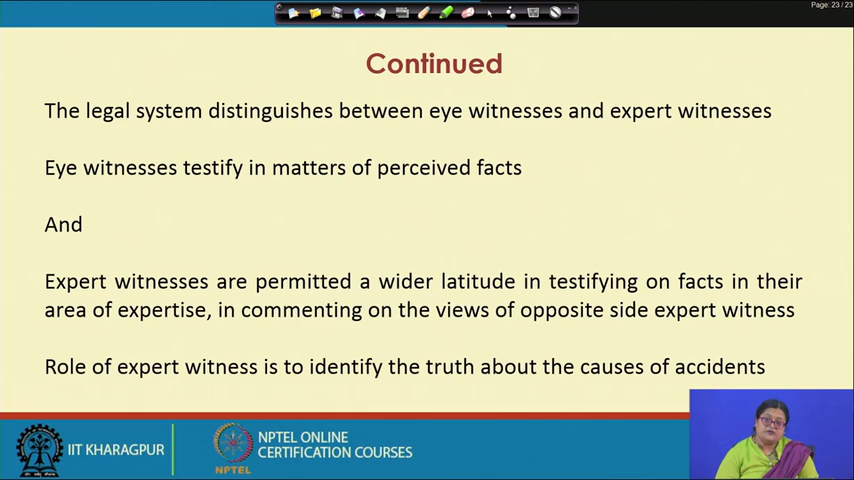 Page: 23 / 23
Continued
The legal system distinguishes between eye witnesses and expert witnesses
Eye witnesses testify in matters of perceived facts
And
Expert witnesses are permitted a wider latitude in testifying on facts in their
area of expertise, in commenting on the views of opposite side expert witness
Role of expert witness is to identify the truth about the causes of accidents
IIT KHARAGPUR
NPTEL
NPTEL ONLINE
CERTIFICATION COURSES